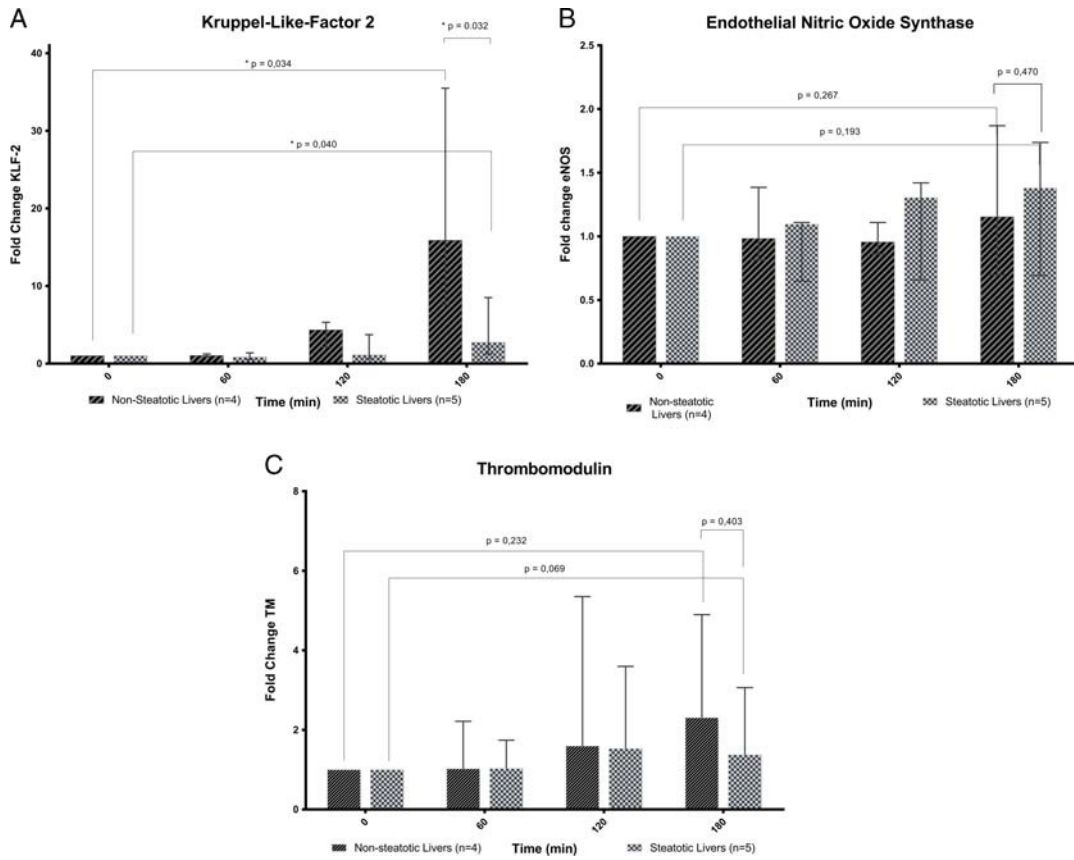 A
Kruppel-Like-Factor 2
* p = 0.032
* p = 0,034
* p = 0,040
Fold Change KLF-2
40
30
20
10
0
0
60
120
180
Non-Steatotic Livers (n=4)
Time (min)
Steatotic Livers (n=5)
B
Endothelial Nitric Oxide Synthase
p = 0,470
p = 0,267
p = 0,193
Fold change eNOS
2.5
2.0
1.5
1.0
0.5
0.0
0
60
120
180
Non-steatotic
Livers (n=4)
Time (min)
Steatotic Livers (n=5)
C
Thrombomodulin
p = 0,403
p = 0,232
p = 0,069
Fold Change TM
8
6
4
2
0
0
60
120
180
Non-steatotic Livers (n=4)
Time (min)
Steatotic Livers (n=5)